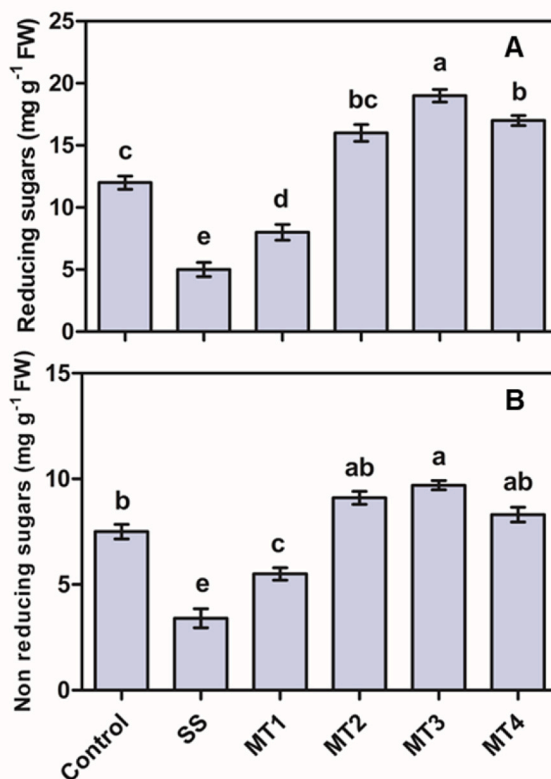 Reducing sugars (mg g⁻¹ FW)
25
20
15
10
5
0
A
c
e
d
bc
a
b
Non reducing sugars (mg g⁻¹ FW)
15
10
5
0
B
b
e
c
ab
a
ab
Control
SS
MT1
MT2
MT3
MT4